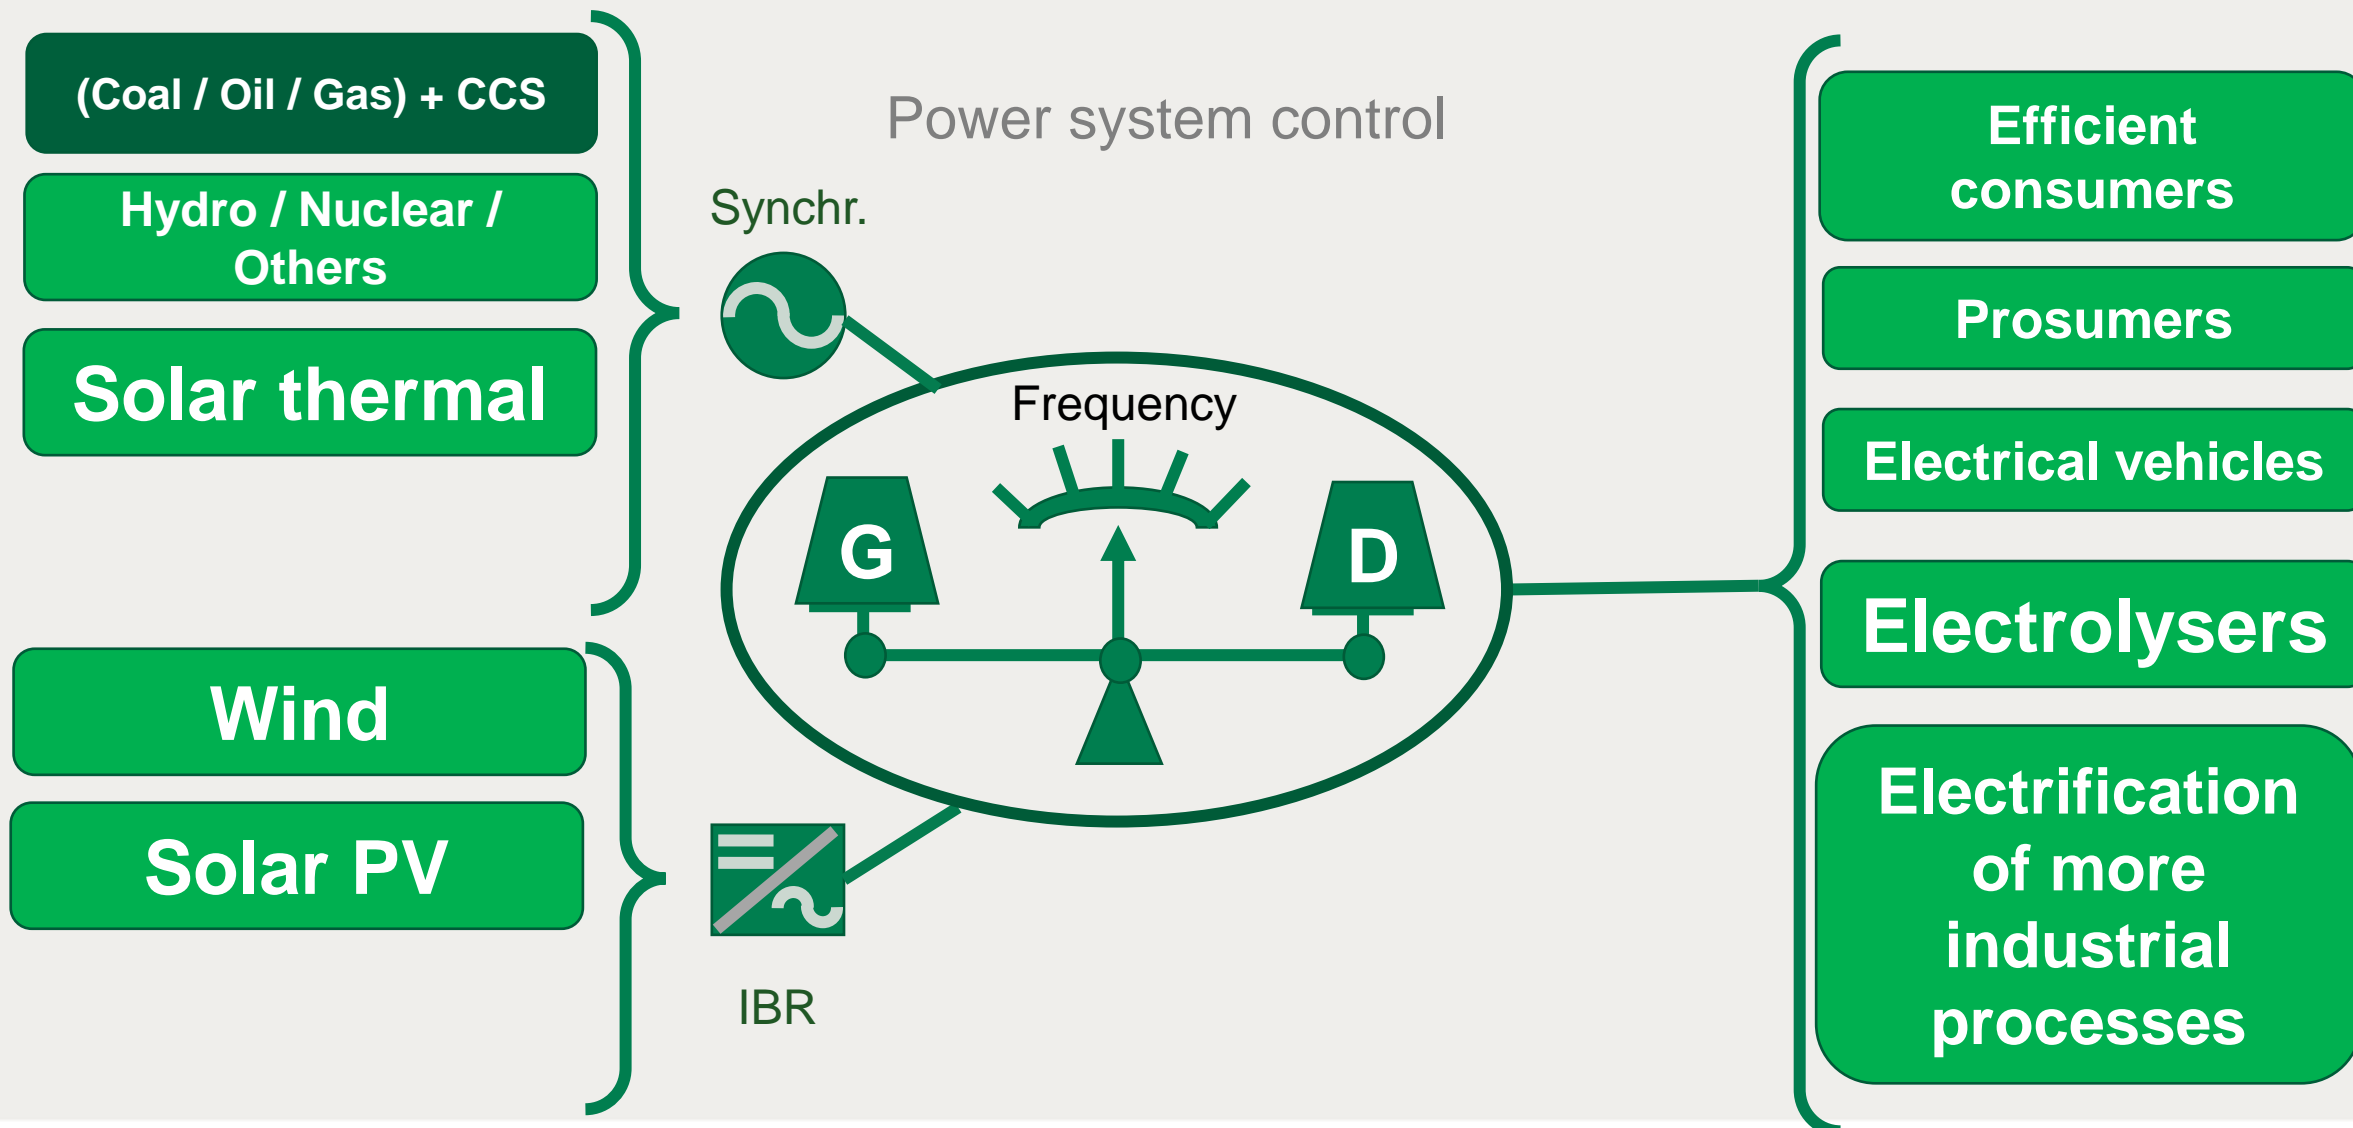 (Coal / Oil / Gas) + CCS
Hydro / Nuclear /
Others
Solar thermal
Wind
Solar PV
Power system control
Synchr.
Frequency
G
D
IBR
Efficient
consumers
Prosumers
Electrical vehicles
Electrolysers
Electrification
of more
industrial
processes